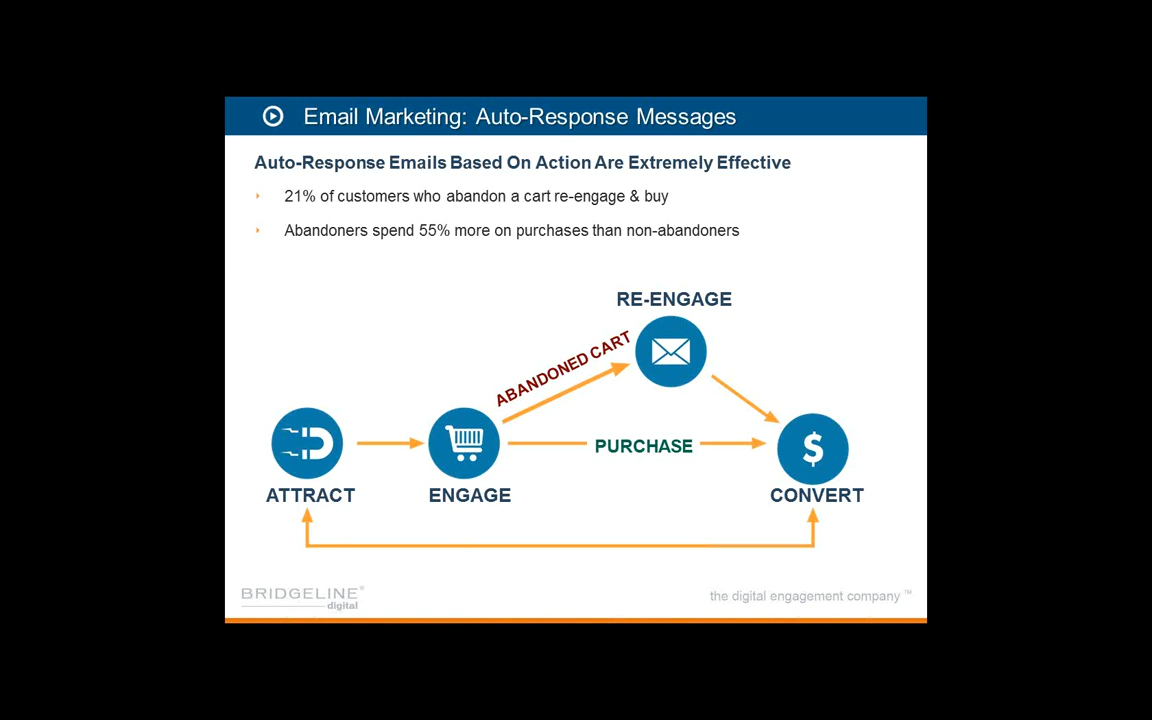 Email Marketing: Auto-Response Messages
Auto-Response Emails Based On Action Are Extremely Effective
21% of customers who abandon a cart re-engage & buy
Abandoners spend 55% more on purchases than non-abandoners
RE-ENGAGE
ABANDONED CART
PURCHASE
$
ATTRACT
ENGAGE
CONVERT
BRIDGELINE®
digital
the digital engagement company ™